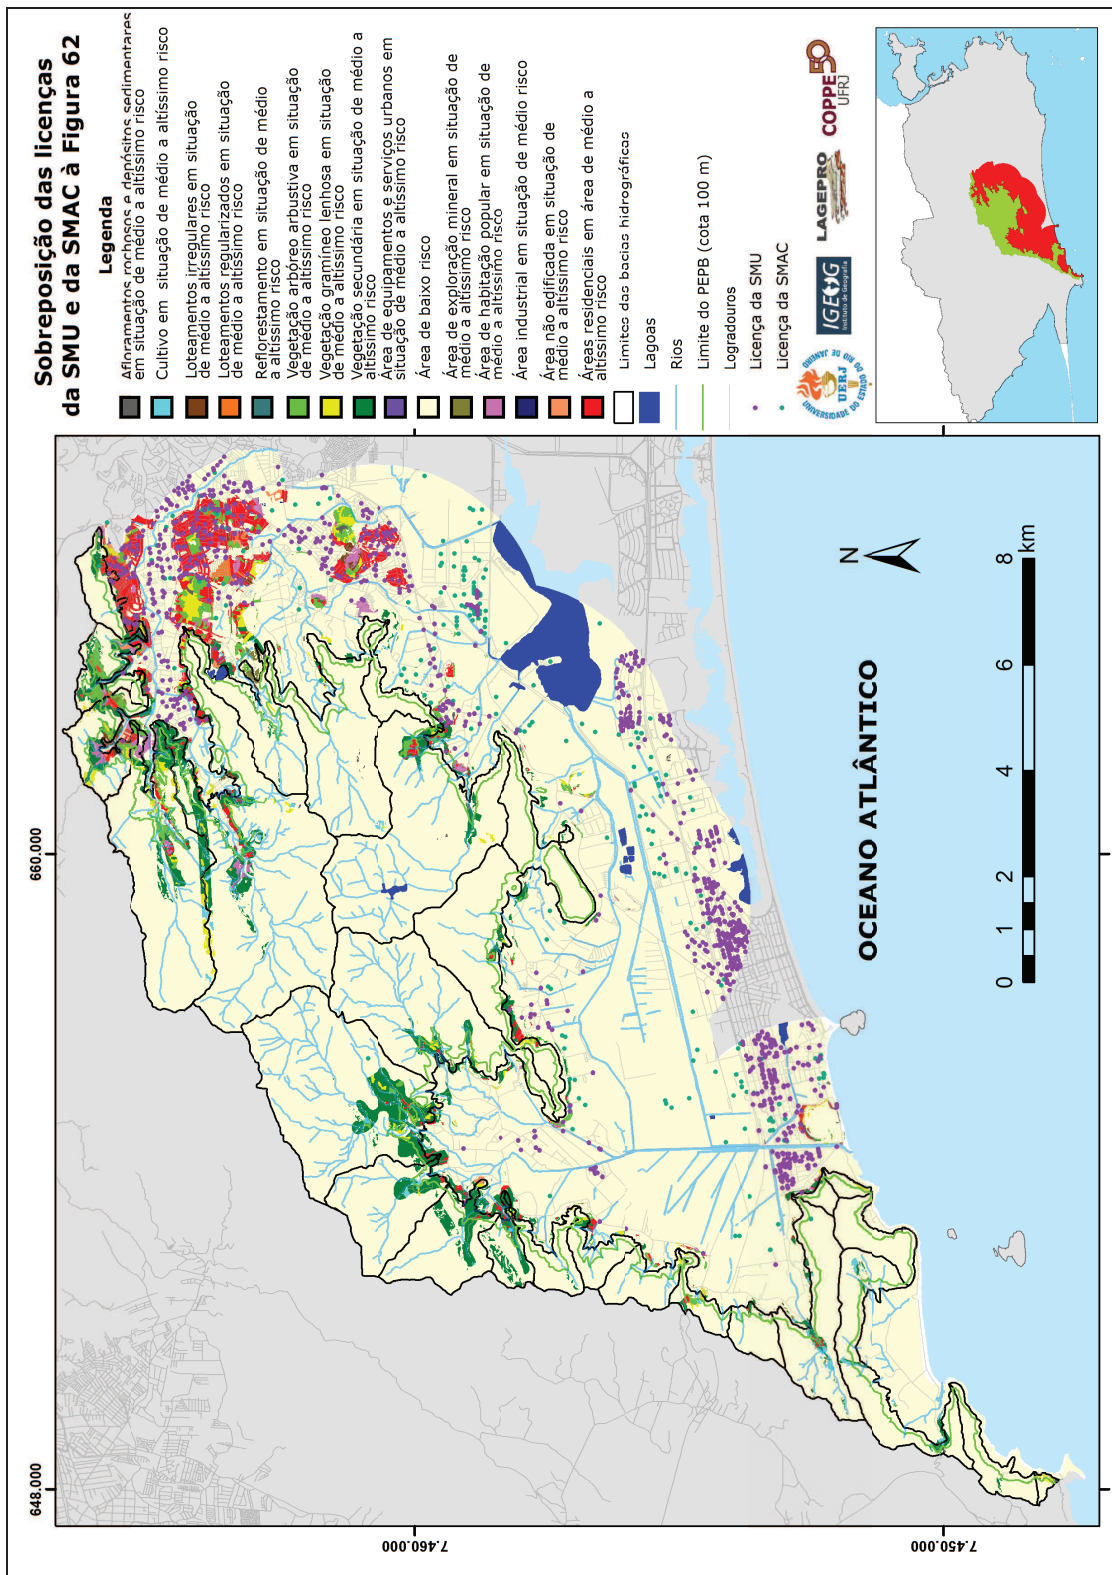 Sobreposição das licenças
da SMU e da SMAC à Figura 62
Legenda
Afloramentos rochosos e depósitos sedimentares
em situação de médio a altíssimo risco
Cultivo em situação de médio a altíssimo risco
Loteamentos irregulares em situação
de médio a altíssimo risco
Loteamentos regularizados em situação
de médio a altíssimo risco
Reflorestamento em situação de médio
a altíssimo risco
Vegetação arbóreo arbustiva em situação
de médio a altíssimo risco
Vegetação gramíneo lenhosa em situação
de médio a altíssimo risco
Vegetação secundária em situação de médio a
altíssimo risco
Área de equipamentos e serviços urbanos em
situação de médio a altíssimo risco
Área de baixo risco
Área de exploração mineral em situação de
médio a altíssimo risco
Área de habitação popular em situação de
médio a altíssimo risco
Área industrial em situação de médio risco
Área não edificada em situação de
médio a altíssimo risco
Áreas residenciais em área de médio a
altíssimo risco
Limites das bacias hidrográficas
Lagoas
Rios
Limite do PEPB (cota 100 m)
Logradouros
Licença da SMU
Licença da SMAC
UNIVERSIDADE DO ESTADO DO RIO DE JANEIRO
UERJ
IGEOG
Instituto de Geografia
LAGEPRO
COPPE 50
UFRJ
648.000
660.000
7.460.000
7.450.000
OCEANO ATLÂNTICO
N
0 1 2 4 6 8
km